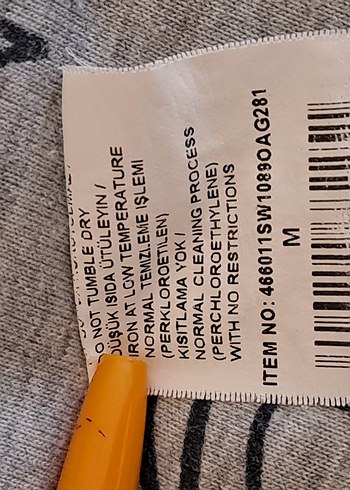 O NOT TUMBLE DRY
DÜŞÜK ISIDA ÜTÜLEYİN /
IRON AT LOW TEMPERATURE
NORMAL TEMİZLEME İŞLEMİ
(PERKLOROETİLEN)
KISITLAMA YOK /
NORMAL CLEANING PROCESS
(PERCHLOROETHYLENE)
WITH NO RESTRICTIONS
ITEM NO: 466011SW1089OAG281
M